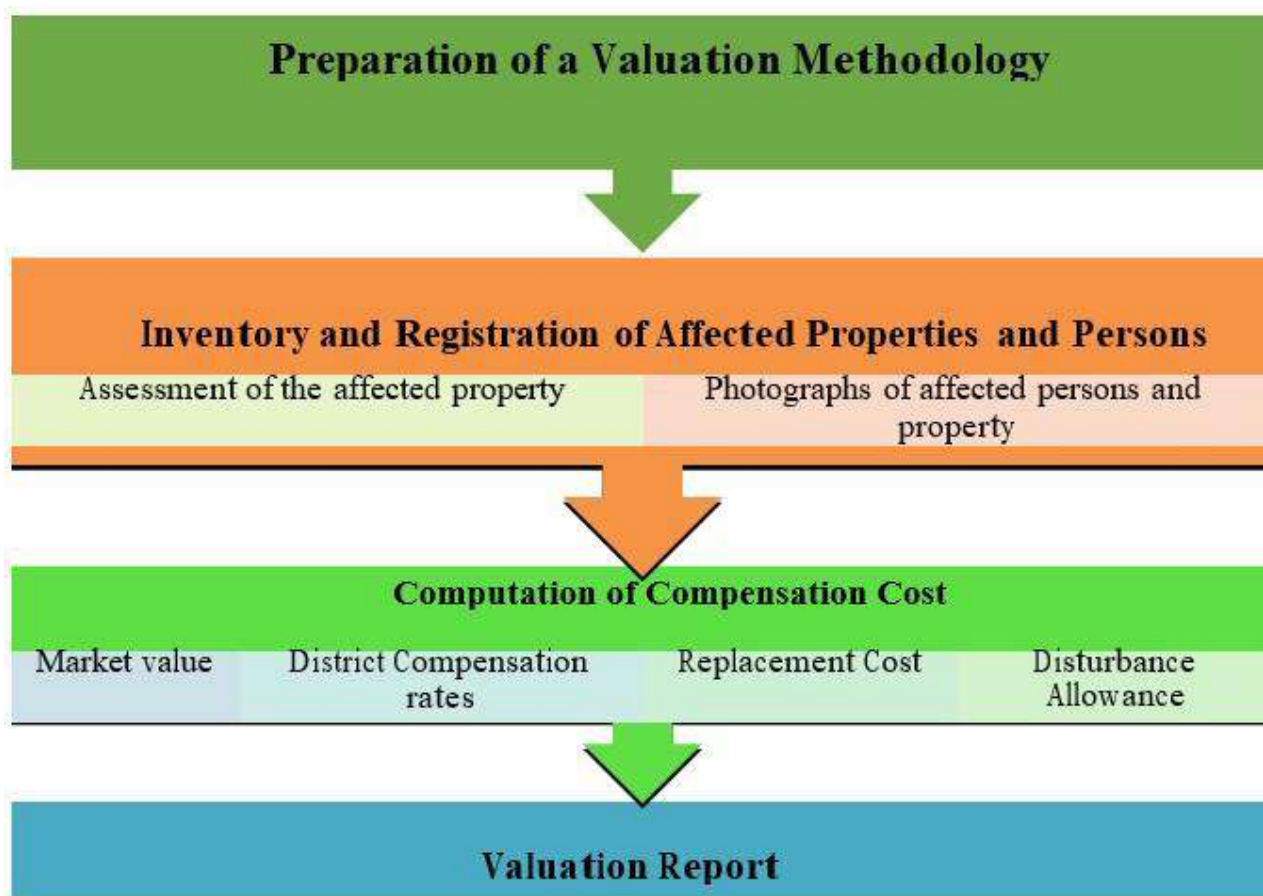 Preparation of a Valuation Methodology
Inventory and Registration of Affected Properties and Persons
Assessment of the affected property
Photographs of affected persons and
property
Computation of Compensation Cost
Market value
District Compensation
rates
Replacement Cost
Disturbance
Allowance
Valuation Report